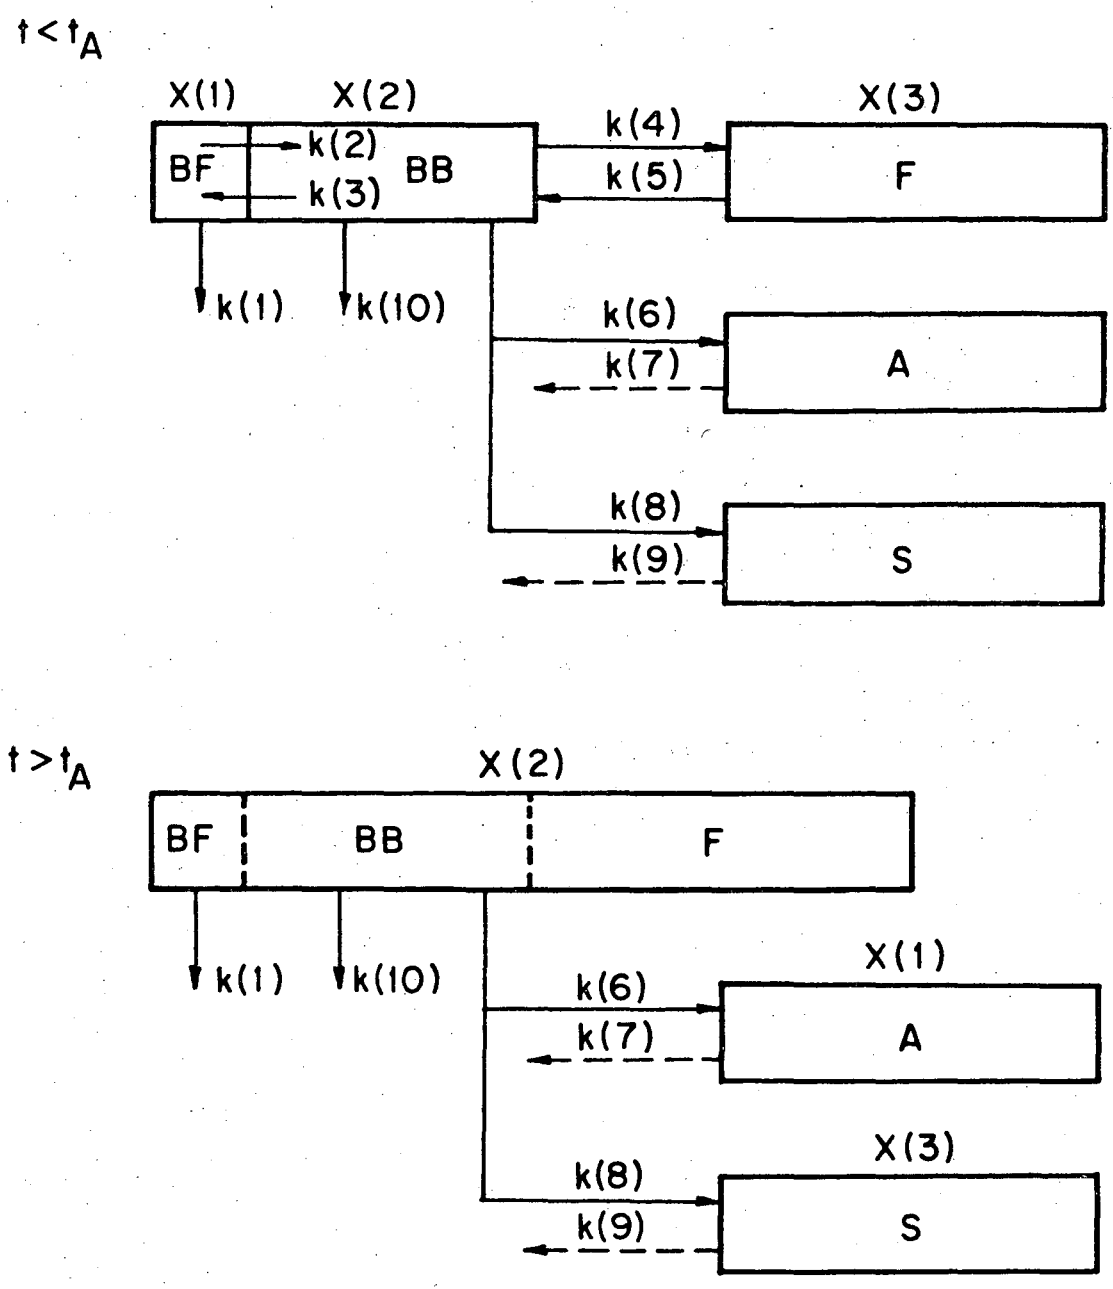 t < tA
X(1) X(2) X(3)
BF k(2) BB k(4) F
k(3) k(5)
k(1) k(10) k(6) A
k(7)
k(8) S
k(9)
t > tA
X(2)
BF BB F
k(1) k(10) k(6) X(1)
k(7) A
X(3)
k(8) S
k(9)